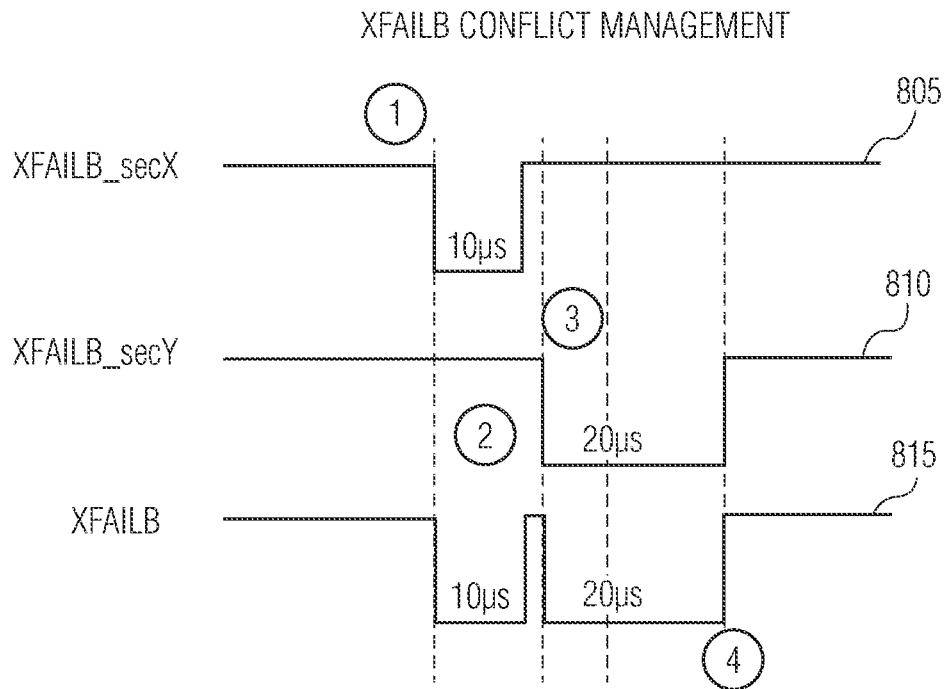 XFAILB CONFLICT MANAGEMENT
805
1
XFAILB_secX
10µs
810
3
XFAILB_secY
2
20µs
815
XFAILB
10µs
20µs
4